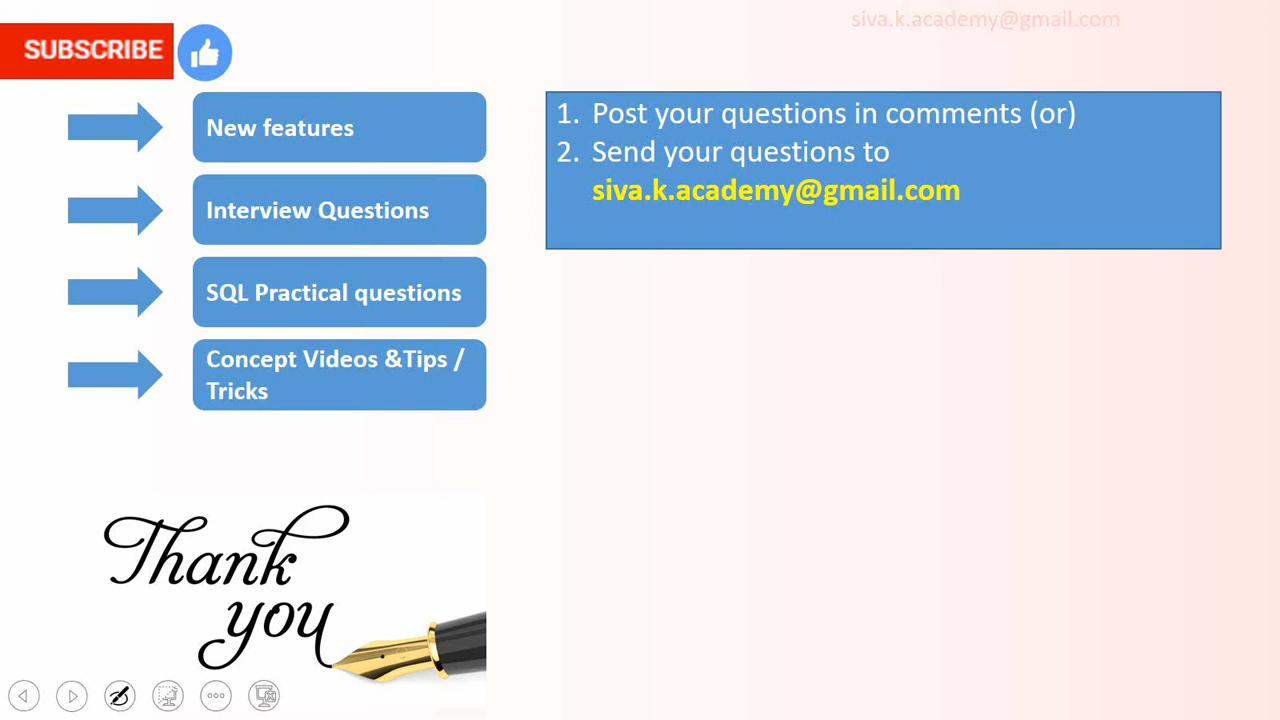 siva.k.academy@gmail.com
SUBSCRIBE
New features
Interview Questions
SQL Practical questions
Concept Videos &Tips /
Tricks
1. Post your questions in comments (or)
2. Send your questions to
siva.k.academy@gmail.com
Thank
you